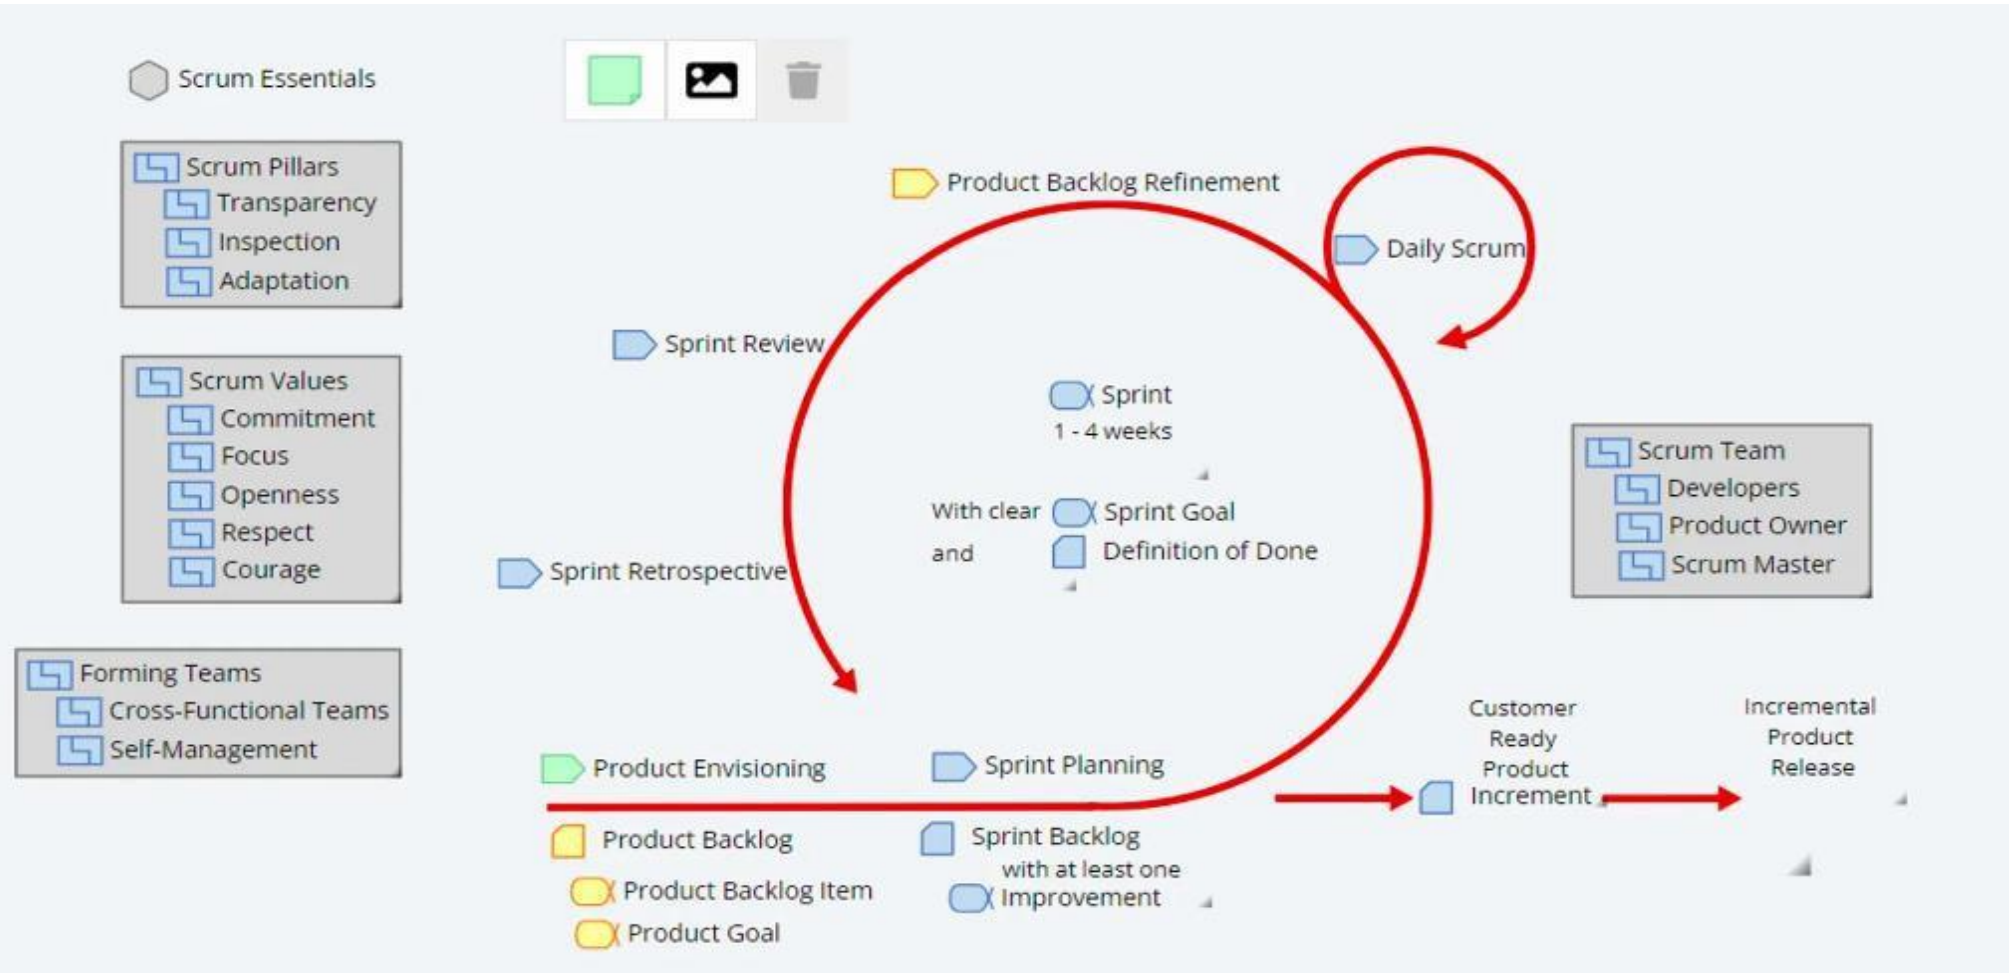 Scrum Essentials
Scrum Pillars
Transparency
Inspection
Adaptation
Scrum Values
Commitment
Focus
Openness
Respect
Courage
Forming Teams
Cross-Functional Teams
Self-Management
Product Backlog Refinement
Daily Scrum
Sprint Review
Sprint
1 - 4 weeks
With clear Sprint Goal
and Definition of Done
Sprint Retrospective
Scrum Team
Developers
Product Owner
Scrum Master
Product Envisioning
Sprint Planning
Product Backlog
Product Backlog Item
Product Goal
Sprint Backlog
with at least one
Improvement
Customer
Ready
Product
Increment
Incremental
Product
Release